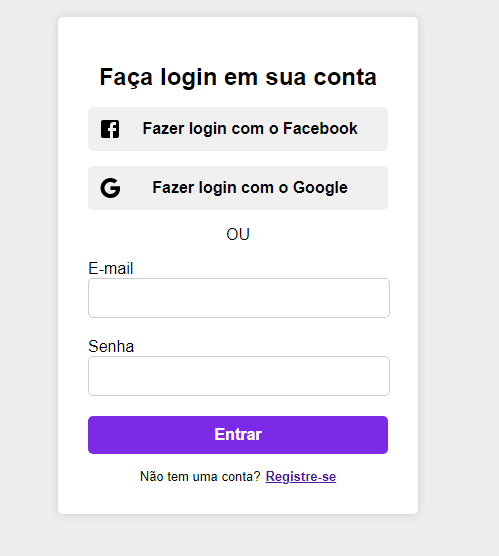 Faça login em sua conta
Fazer login com o Facebook
Fazer login com o Google
OU
E-mail
Senha
Entrar
Não tem uma conta? Registre-se